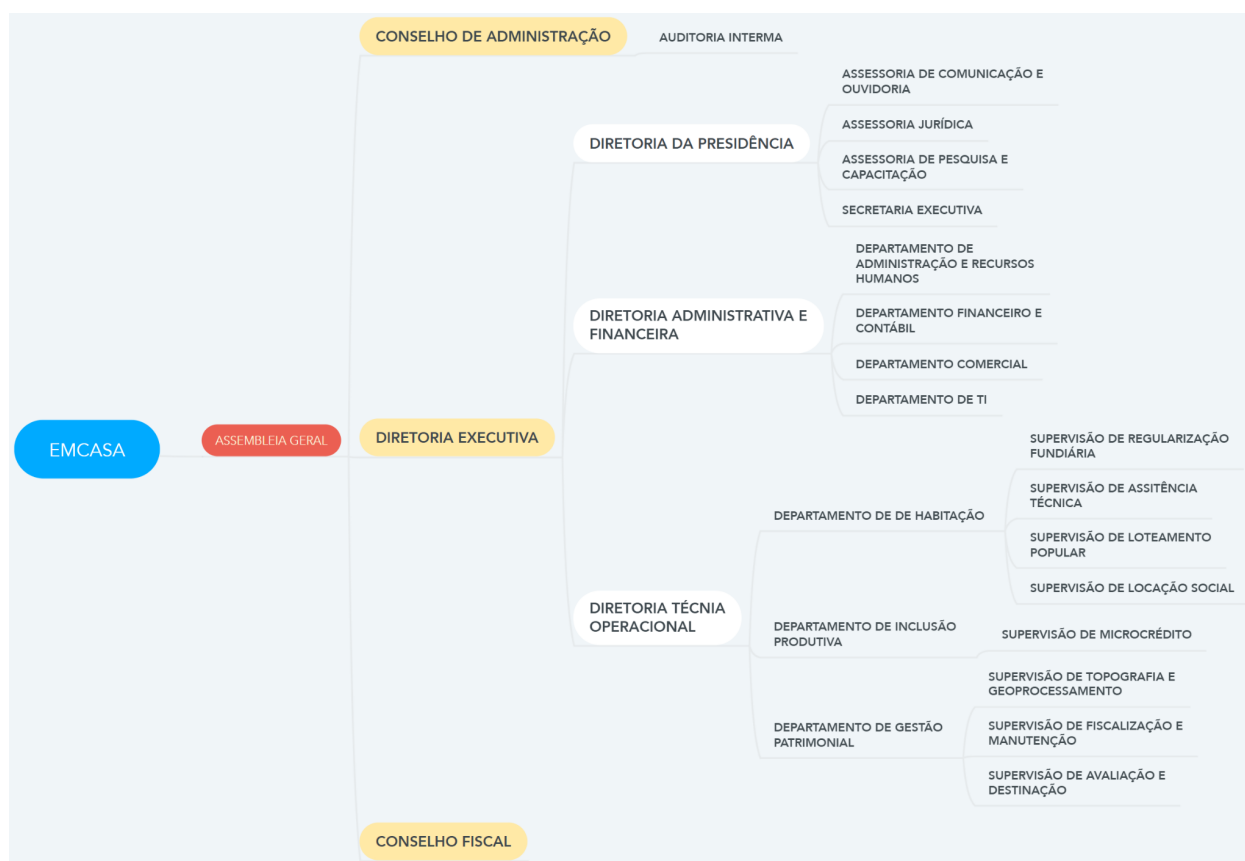 EMCASA
ASSEMBLEIA GERAL
CONSELHO DE ADMINISTRAÇÃO
AUDITORIA INTERMA
DIRETORIA EXECUTIVA
DIRETORIA DA PRESIDÊNCIA
ASSESSORIA DE COMUNICAÇÃO E
OUVIDORIA
ASSESSORIA JURÍDICA
ASSESSORIA DE PESQUISA E
CAPACITAÇÃO
SECRETARIA EXECUTIVA
DIRETORIA ADMINISTRATIVA E
FINANCEIRA
DEPARTAMENTO DE
ADMINISTRAÇÃO E RECURSOS
HUMANOS
DEPARTAMENTO FINANCEIRO E
CONTÁBIL
DEPARTAMENTO COMERCIAL
DEPARTAMENTO DE TI
DIRETORIA TÉCNIA
OPERACIONAL
DEPARTAMENTO DE DE HABITAÇÃO
SUPERVISÃO DE REGULARIZAÇÃO
FUNDIÁRIA
SUPERVISÃO DE ASSITÊNCIA
TÉCNICA
SUPERVISÃO DE LOTEAMENTO
POPULAR
SUPERVISÃO DE LOCAÇÃO SOCIAL
DEPARTAMENTO DE INCLUSÃO
PRODUTIVA
SUPERVISÃO DE MICROCRÉDITO
DEPARTAMENTO DE GESTÃO
PATRIMONIAL
SUPERVISÃO DE TOPOGRAFIA E
GEOPROCESSAMENTO
SUPERVISÃO DE FISCALIZAÇÃO E
MANUTENÇÃO
SUPERVISÃO DE AVALIAÇÃO E
DESTINAÇÃO
CONSELHO FISCAL